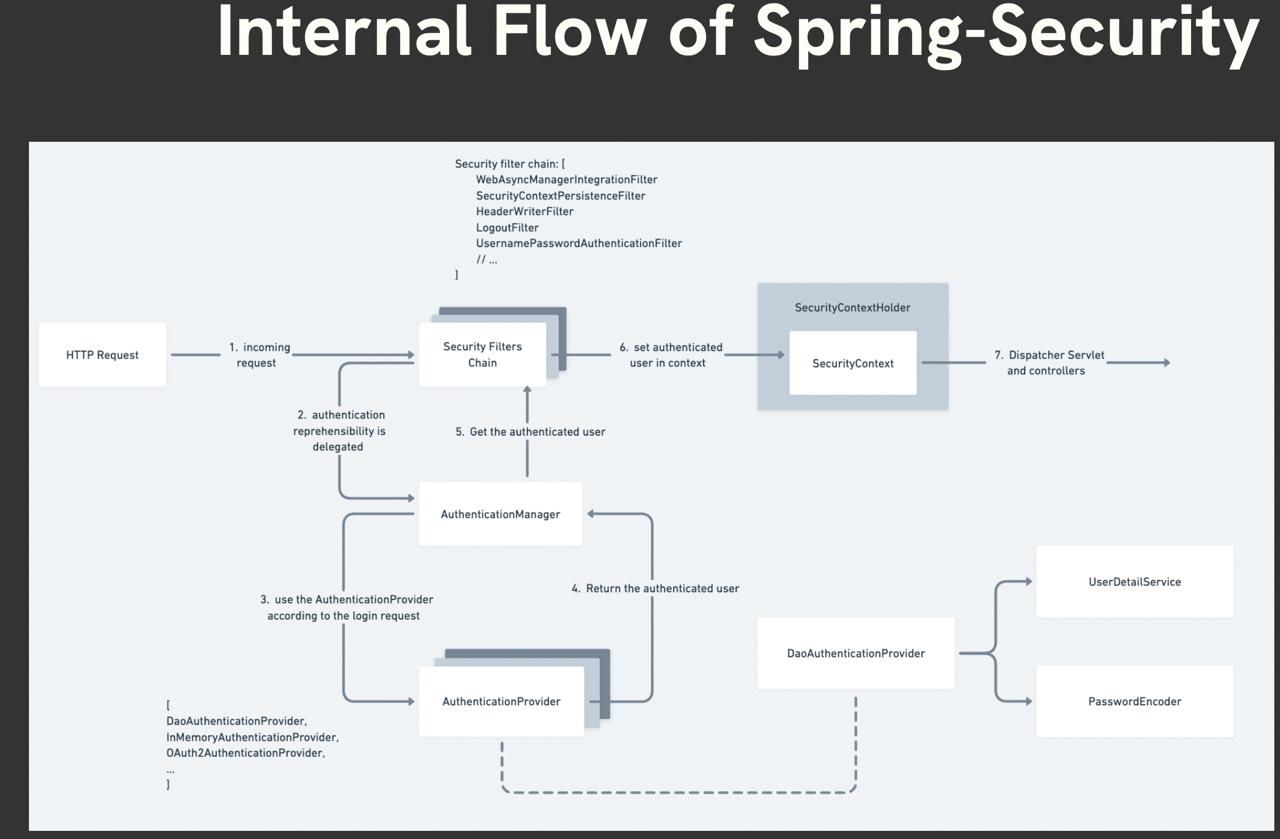 Internal Flow of Spring-Security
Security filter chain: [
WebAsyncManagerIntegrationFilter
SecurityContextPersistenceFilter
HeaderWriterFilter
LogoutFilter
UsernamePasswordAuthenticationFilter
// ...
]
HTTP Request
1. incoming
request
Security Filters
Chain
6. set authenticated
user in context
SecurityContextHolder
SecurityContext
7. Dispatcher Servlet
and controllers
2. authentication
reprehensibility is
delegated
5. Get the authenticated user
AuthenticationManager
3. use the AuthenticationProvider
according to the login request
4. Return the authenticated user
AuthenticationProvider
[
DaoAuthenticationProvider,
InMemoryAuthenticationProvider,
OAuth2AuthenticationProvider,
...
]
DaoAuthenticationProvider
UserDetailService
PasswordEncoder